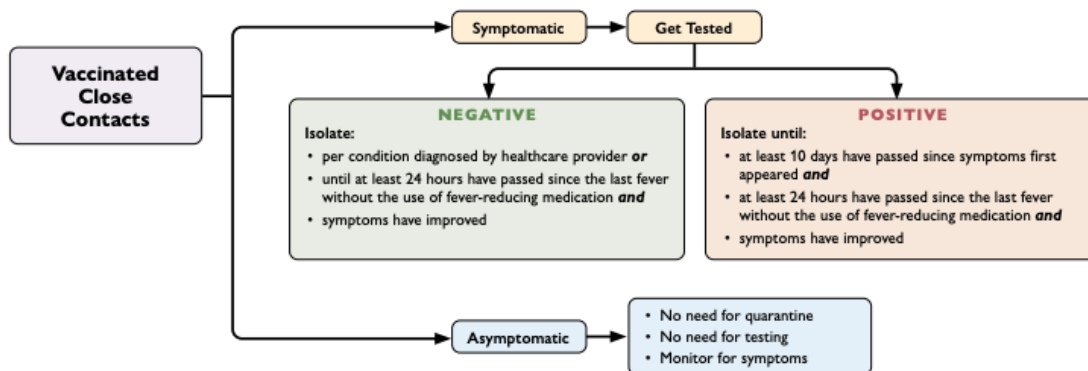 Symptomatic
Get Tested
Vaccinated
Close
Contacts
NEGATIVE
Isolate:
• per condition diagnosed by healthcare provider or
• until at least 24 hours have passed since the last fever
without the use of fever-reducing medication and
• symptoms have improved
POSITIVE
Isolate until:
• at least 10 days have passed since symptoms first
appeared and
• at least 24 hours have passed since the last fever
without the use of fever-reducing medication and
• symptoms have improved
Asymptomatic
• No need for quarantine
• No need for testing
• Monitor for symptoms